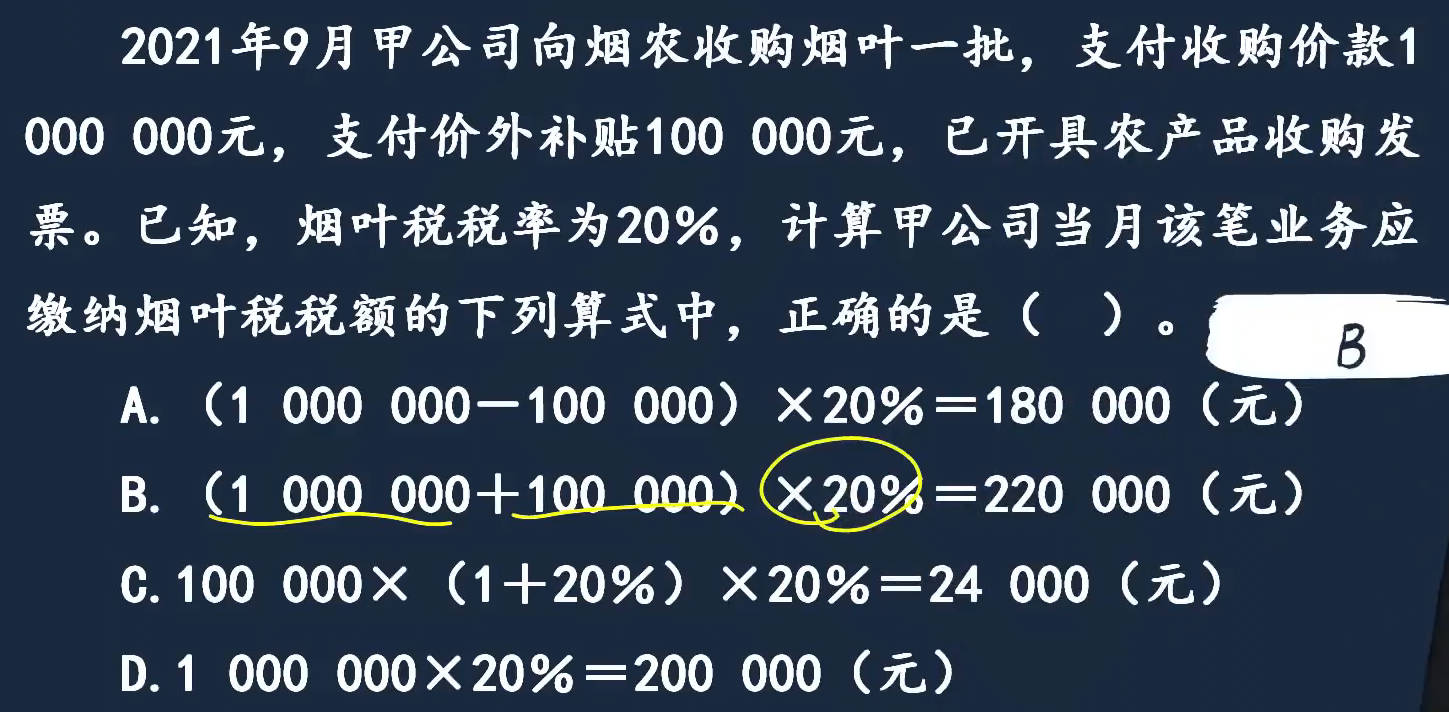 2021年9月甲公司向烟农收购烟叶一批，支付收购价款1
000 000元，支付价外补贴100 000元，已开具农产品收购发
票。已知，烟叶税税率为20%，计算甲公司当月该笔业务应
缴纳烟叶税税额的下列算式中，正确的是（ ）。
B
A.（1 000 000－100 000）×20%＝180 000（元）
B.（1 000 000＋100 000）×20%＝220 000（元）
C.100 000×（1＋20%）×20%＝24 000（元）
D.1 000 000×20%＝200 000（元）